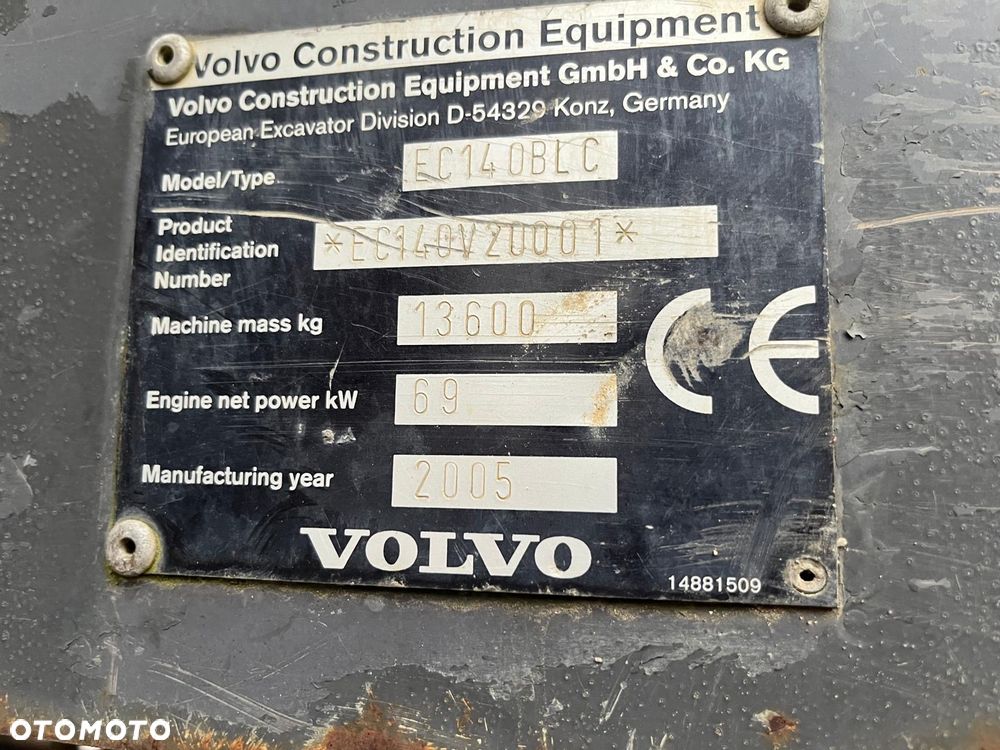 Volvo Construction Equipment
Volvo Construction Equipment GmbH & Co. KG
European Excavator Division D-54329 Konz, Germany
Model/Type EC140BLC
Product Identification Number *EC140V20001*
Machine mass kg 13600
Engine net power kW 69
Manufacturing year 2005
CE
VOLVO
14881509
OTOMOTO